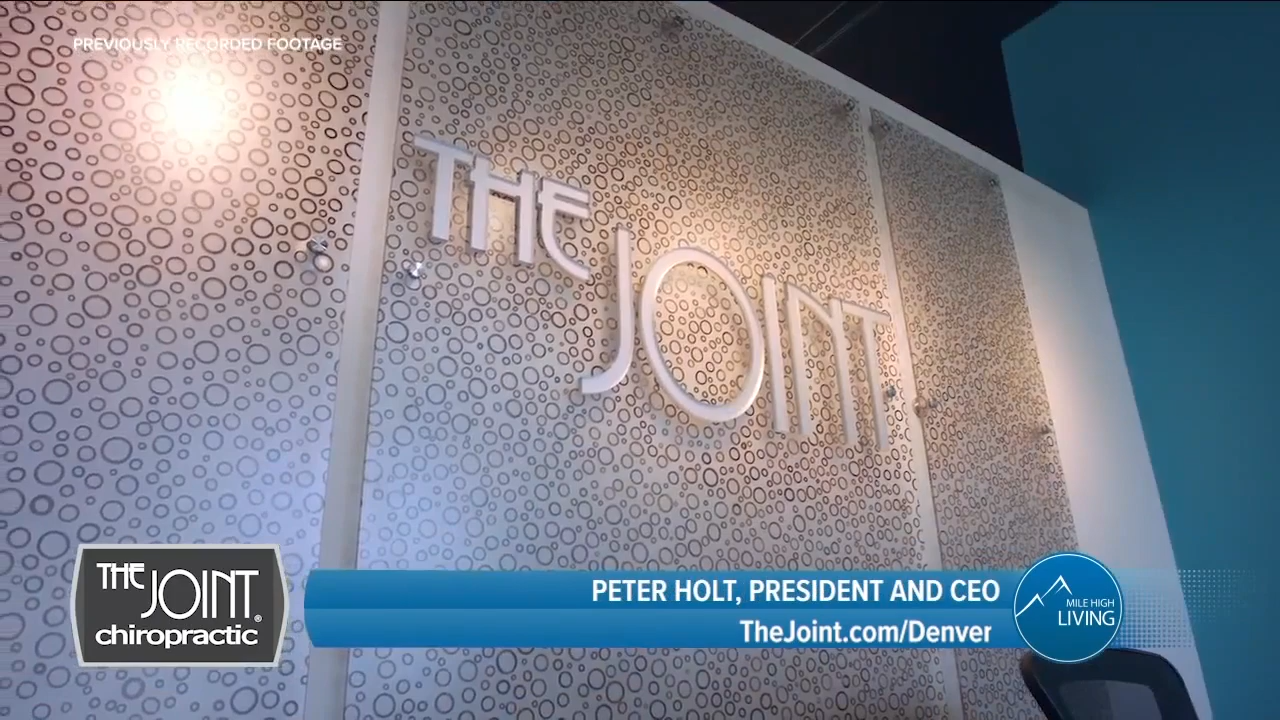 PREVIOUSLY RECORDED FOOTAGE
THE
JOINT
THE JOINT®
chiropractic
PETER HOLT, PRESIDENT AND CEO
TheJoint.com/Denver
MILE HIGH
LIVING